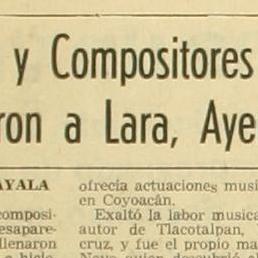 y Compositores
ron a Lara, Aye
AYALA
composi-
esapare-
llenaron
ofrecía actuaciones musi
en Coyoacán.
Exaltó la labor musica
autor de Tlacotalpan,
cruz, y fue el propio ma